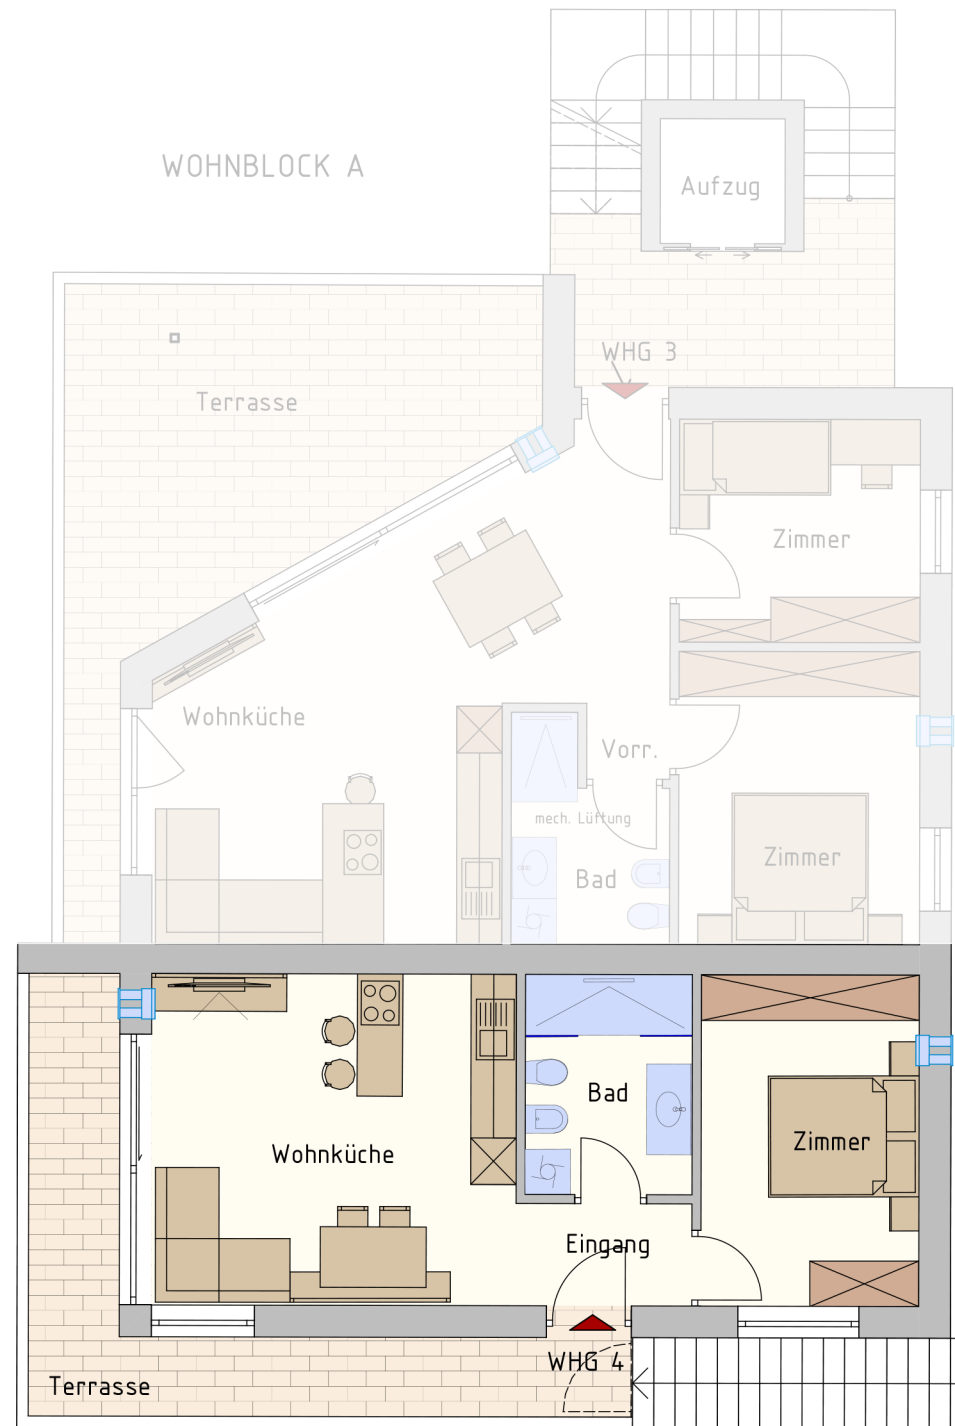 WOHNBLOCK A
Aufzug
WHG 3
Terrasse
Zimmer
Wohnküche
Vorr.
mech. Lüftung
Zimmer
Bad
Bad
Zimmer
Wohnküche
Eingang
WHG 4
Terrasse